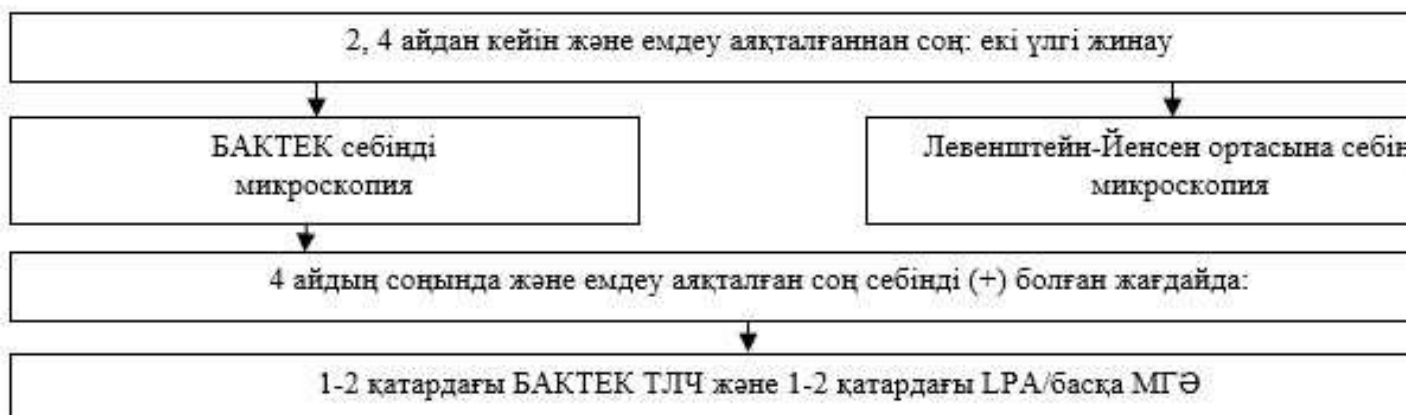 2, 4 айдан кейін және емдеу аяқталғаннан соң: екі үлгі жинау
БАКТЕК себінді
микроскопия
Левенштейн-Йенсен ортасына
микроскопия
4 айдың соңында және емдеу аяқталған соң себінді (+) болған жағдайда:
1-2 қатардағы БАКТЕК ТЛЧ және 1-2 қатардағы LPA/басқа МГӘ